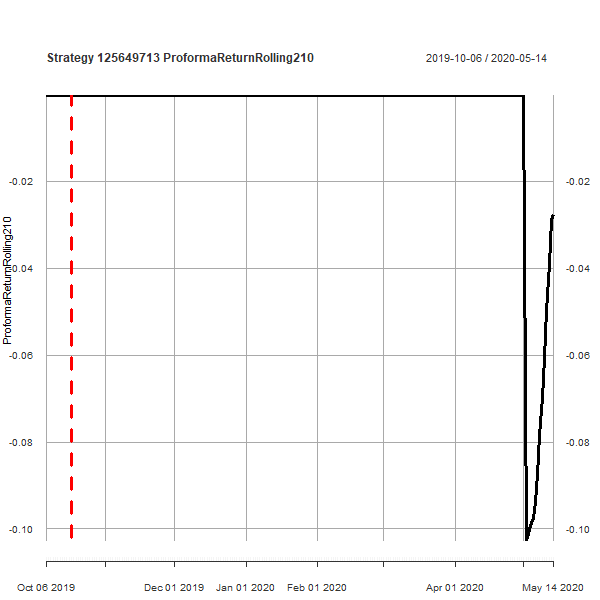 Strategy 125649713 ProformaReturnRolling210
2019-10-06 / 2020-05-14
ProformaReturnRolling210
-0.02
-0.04
-0.06
-0.08
-0.10
-0.02
-0.04
-0.06
-0.08
-0.10
Oct 06 2019 Dec 01 2019 Jan 01 2020 Feb 01 2020 Apr 01 2020 May 14 2020